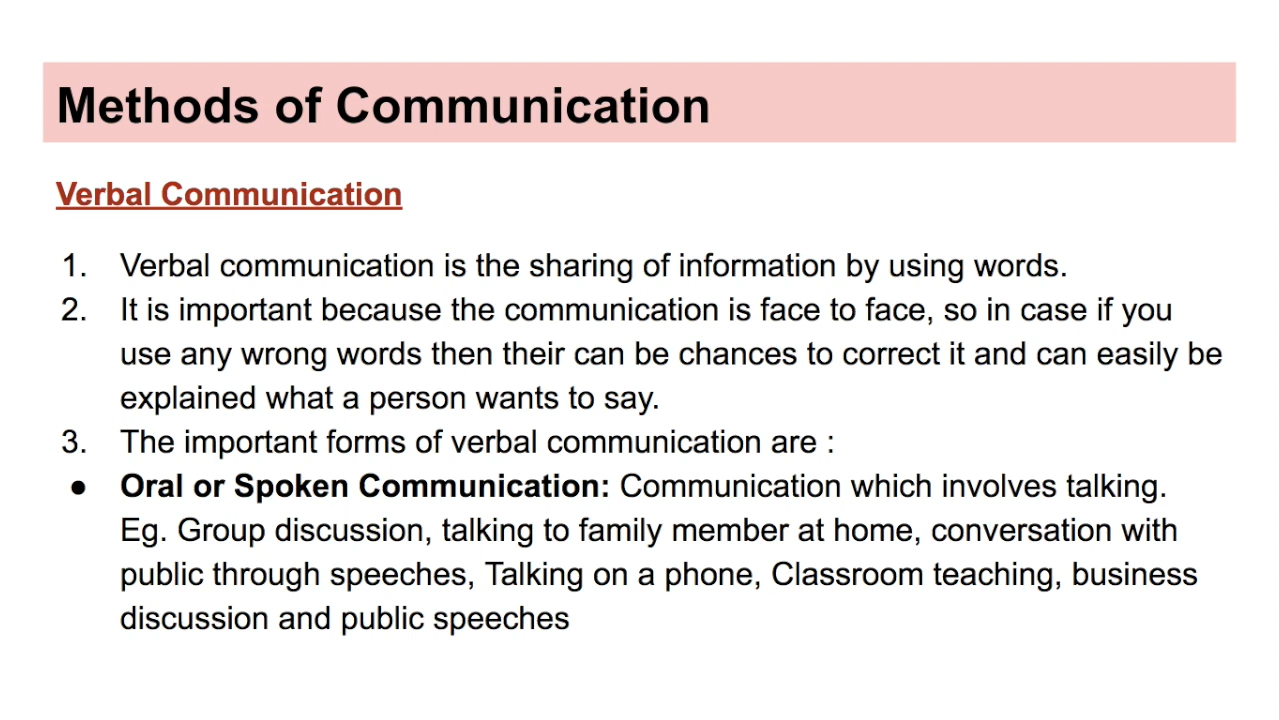 Methods of Communication
Verbal Communication
1. Verbal communication is the sharing of information by using words.
2. It is important because the communication is face to face, so in case if you
use any wrong words then their can be chances to correct it and can easily be
explained what a person wants to say.
3. The important forms of verbal communication are :
● Oral or Spoken Communication: Communication which involves talking.
Eg. Group discussion, talking to family member at home, conversation with
public through speeches, Talking on a phone, Classroom teaching, business
discussion and public speeches